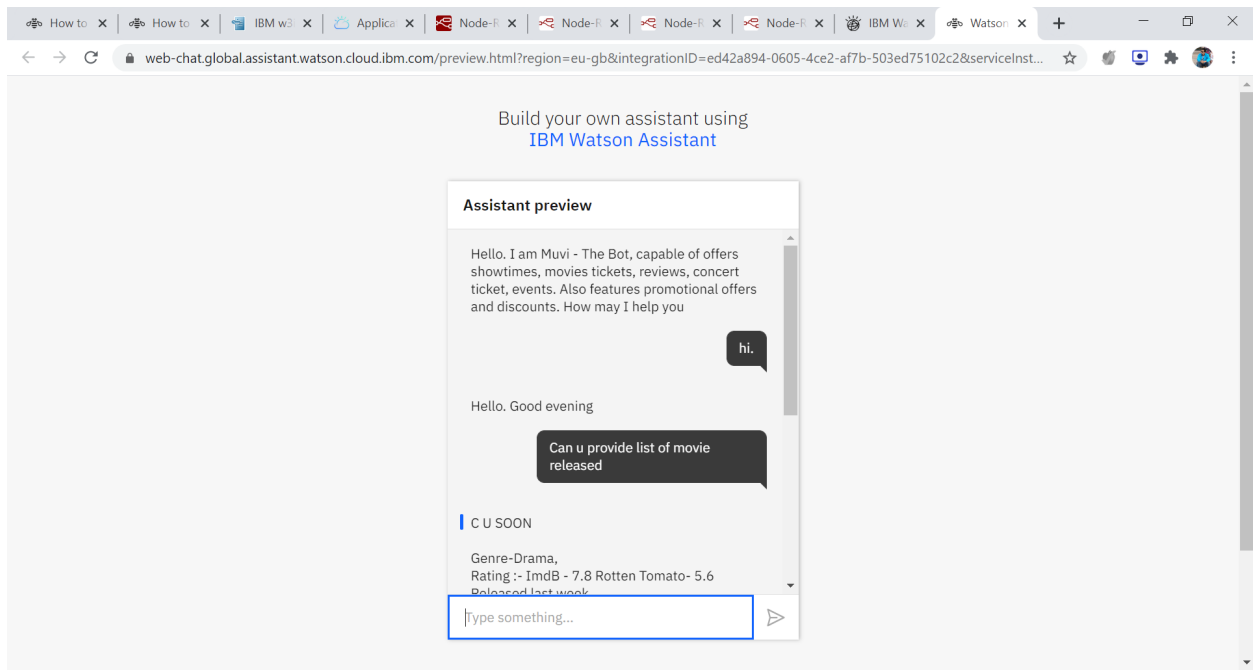 How to
How to
IBM w3
Applica
Node-R
Node-R
Node-R
Node-R
IBM Wa
Watson
web-chat.global.assistant.watson.cloud.ibm.com/preview.html?region=eu-gb&integrationID=ed42a894-0605-4ce2-af7b-503ed75102c2&serviceInst...
Build your own assistant using
IBM Watson Assistant
Assistant preview
Hello. I am Muvi - The Bot, capable of offers
showtimes, movies tickets, reviews, concert
ticket, events. Also features promotional offers
and discounts. How may I help you
hi.
Hello. Good evening
Can u provide list of movie
released
C U SOON
Genre-Drama,
Rating :- ImdB - 7.8 Rotten Tomato- 5.6
Released last week
Type something...